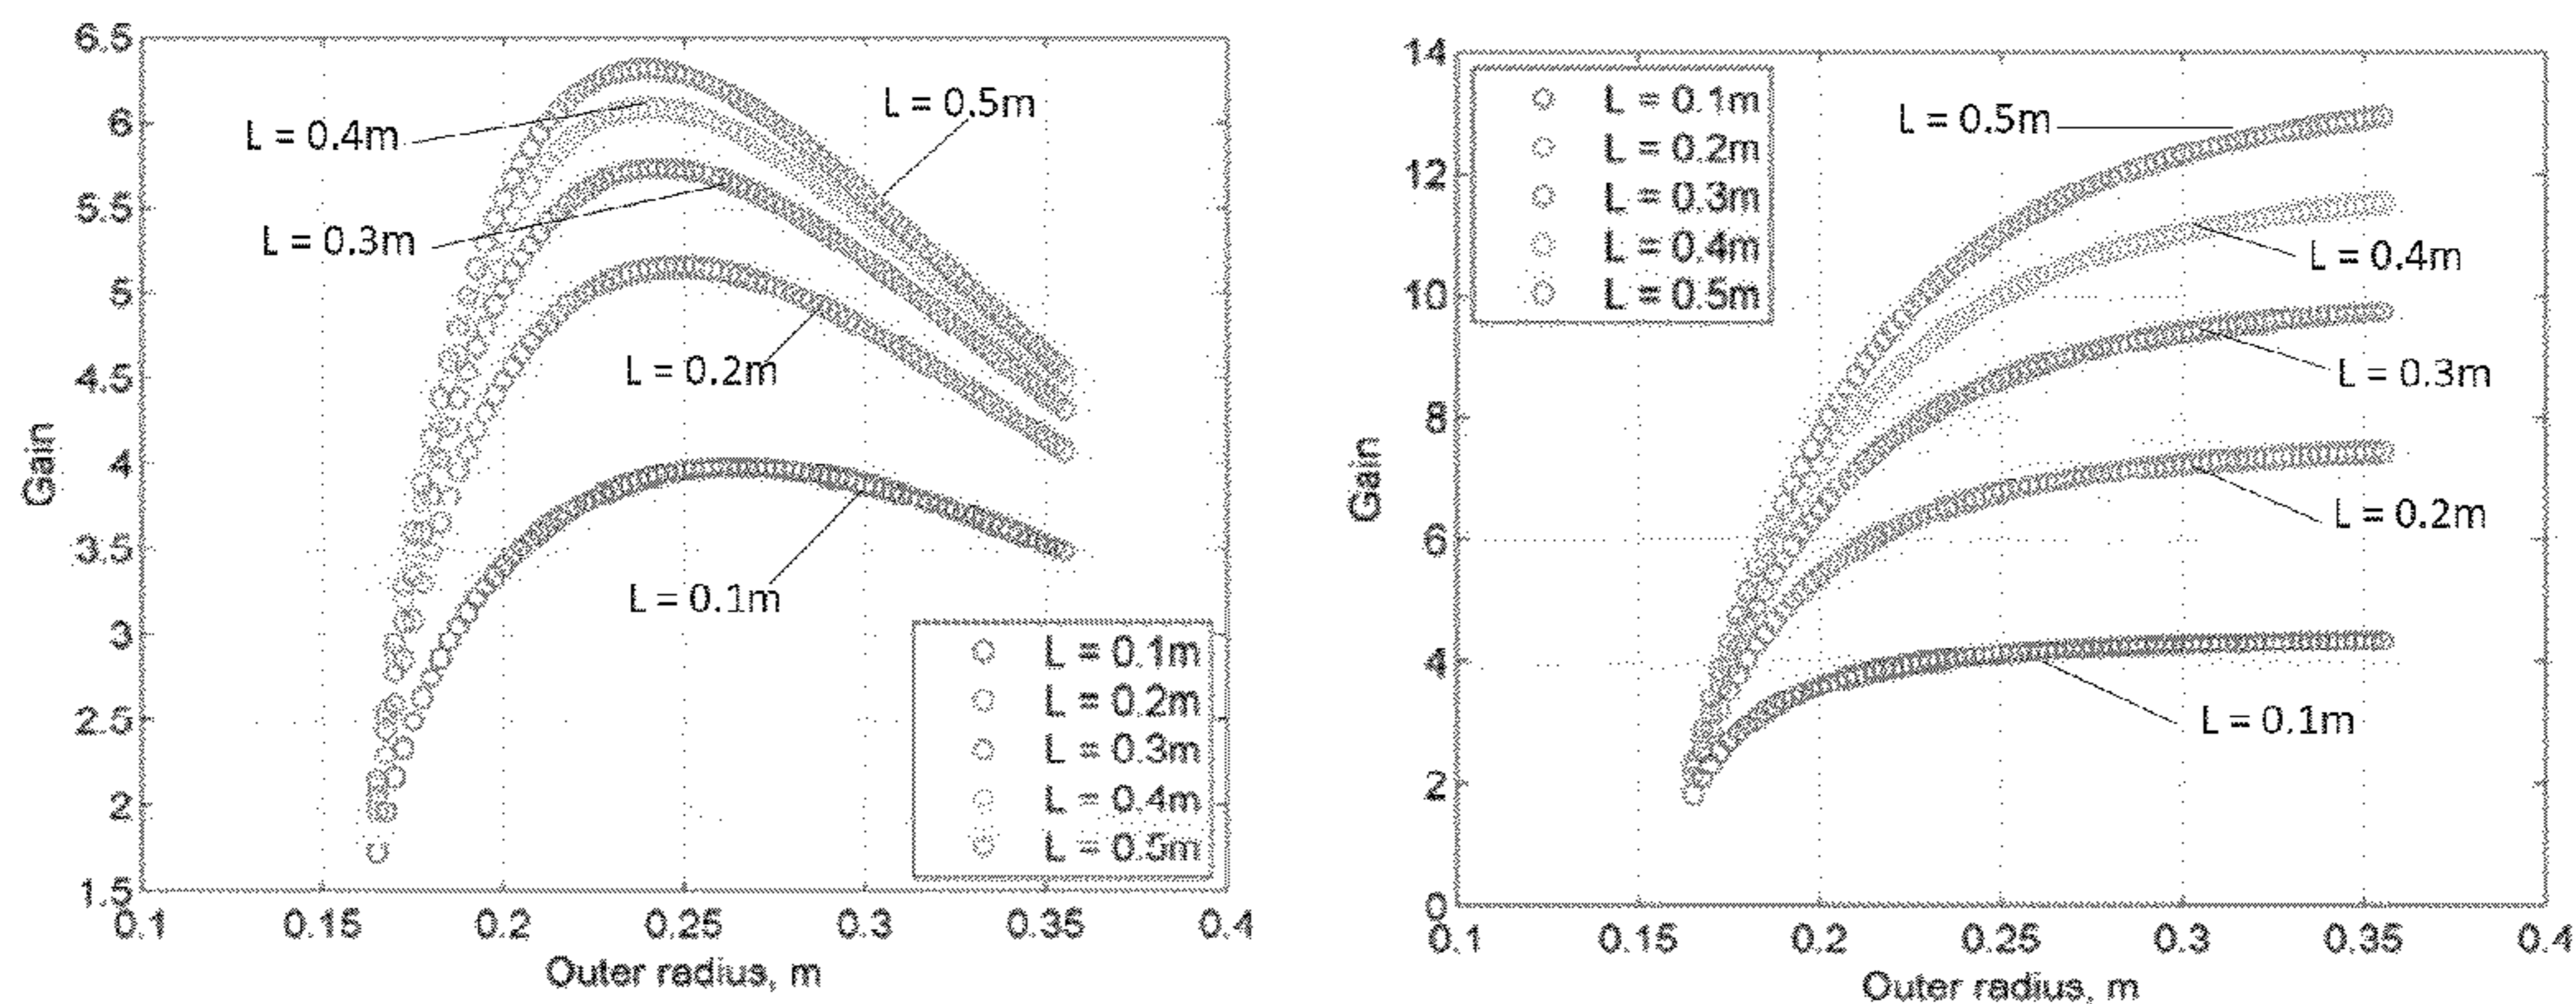 6.5
6
5.5
5
4.5
4
3.5
3
2.5
2
1.5
Gain
L = 0.4m
L = 0.5m
L = 0.3m
L = 0.2m
L = 0.1m
L = 0.1m
L = 0.2m
L = 0.3m
L = 0.4m
L = 0.5m
0.1 0.15 0.2 0.25 0.3 0.35 0.4
Outer radius, m
14
12
10
8
6
4
2
0
Gain
L = 0.1m
L = 0.2m
L = 0.3m
L = 0.4m
L = 0.5m
L = 0.5m
L = 0.4m
L = 0.3m
L = 0.2m
L = 0.1m
0.1 0.15 0.2 0.25 0.3 0.35 0.4
Outer radius, m